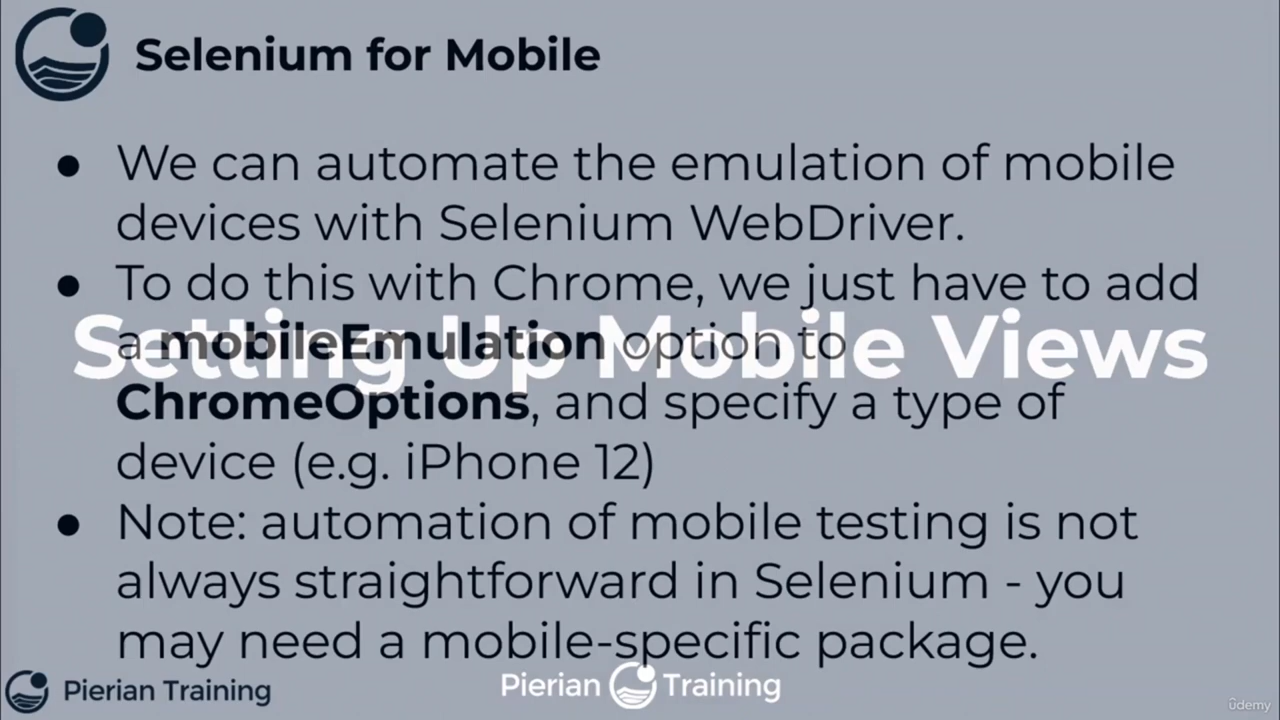 Selenium for Mobile
● We can automate the emulation of mobile
devices with Selenium WebDriver.
● To do this with Chrome, we just have to add
a mobileEmulation option to
Setting Up Mobile Views
ChromeOptions, and specify a type of
device (e.g. iPhone 12)
● Note: automation of mobile testing is not
always straightforward in Selenium - you
may need a mobile-specific package.
Pierian Training
Pierian Training
ûdemy